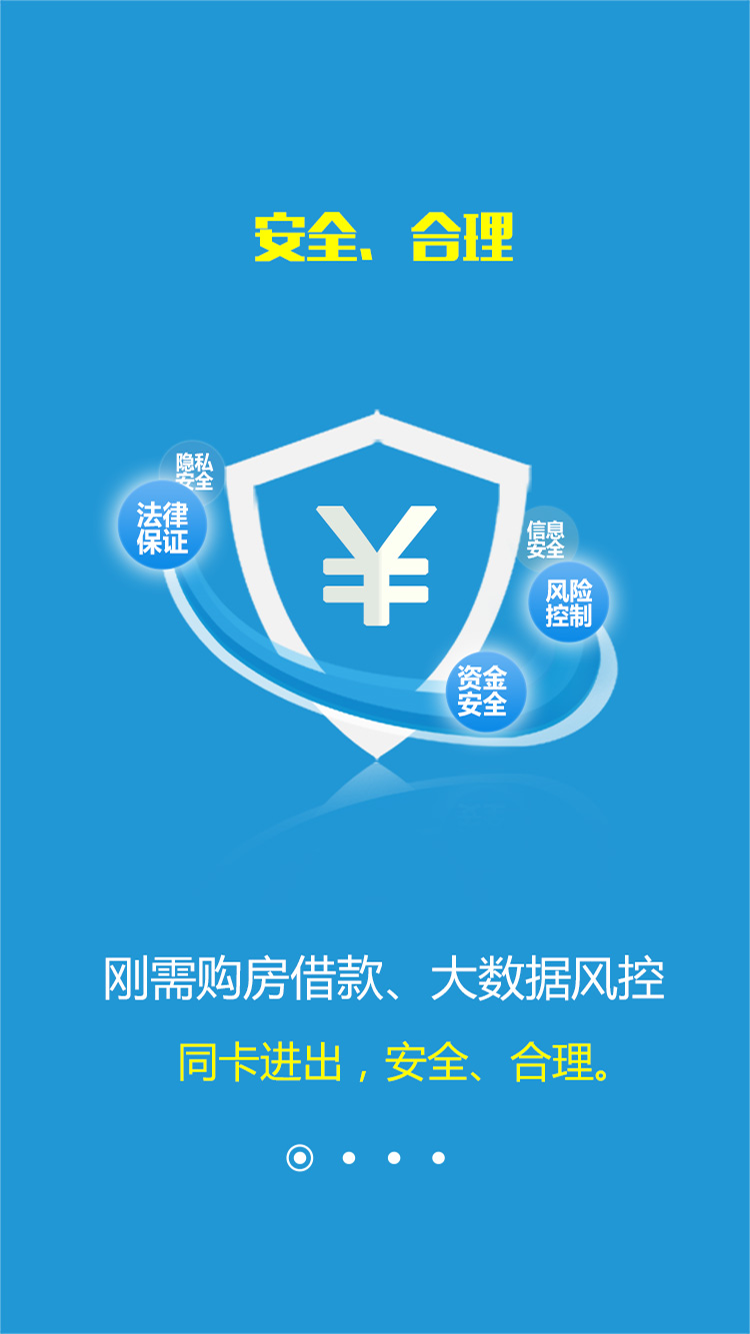 安全、合理
隐私
安全
法律
保证
¥
信息
安全
风险
控制
资金
安全
刚需购房借款、大数据风控
同卡进出，安全、合理。